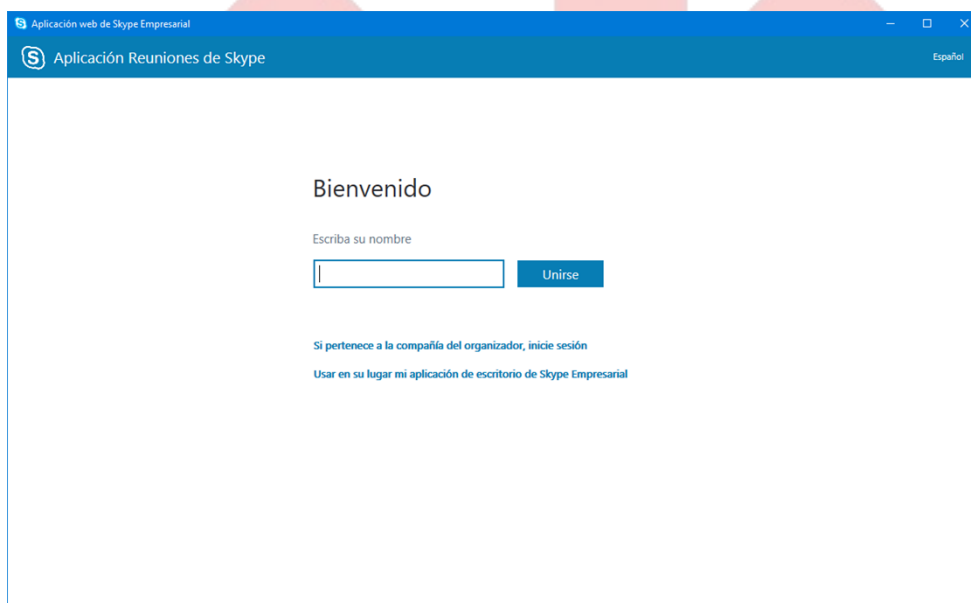 Aplicación web de Skype Empresarial
Aplicación Reuniones de Skype
Español
Bienvenido
Escriba su nombre
Unirse
Si pertenece a la compañía del organizador, inicie sesión
Usar en su lugar mi aplicación de escritorio de Skype Empresarial